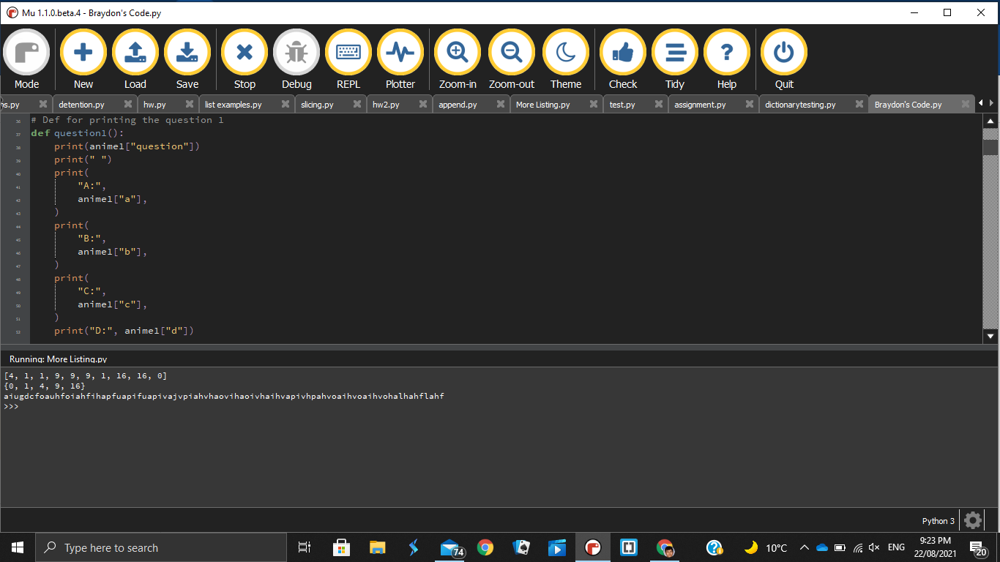 Mu 1.1.0.beta.4 - Braydon's Code.py
Mode New Load Save Stop Debug REPL Plotter Zoom-in Zoom-out Theme Check Tidy Help Quit
ns.py detention.py hw.py list examples.py slicing.py hw2.py append.py More Listing.py test.py assignment.py dictionarytesting.py Braydon's Code.py
36 # Def for printing the question 1
37 def question1():
38 print(anime1["question"])
39 print(" ")
40 print(
41 "A:",
42 anime1["a"],
43 )
44 print(
45 "B:",
46 anime1["b"],
47 )
48 print(
49 "C:",
50 anime1["c"],
51 )
52 print("D:", anime1["d"])
Running: More Listing.py
[4, 1, 1, 9, 9, 9, 1, 16, 16, 0]
{0, 1, 4, 9, 16}
aiugdcfoauhfoiahfihapfuapifuapivajvpiahvhaovihaoivhaihvapivhpahvoaihvoaihvohalhahflahf
>>>
Python 3
Type here to search
74
10°C
ENG
9:23 PM
22/08/2021
20